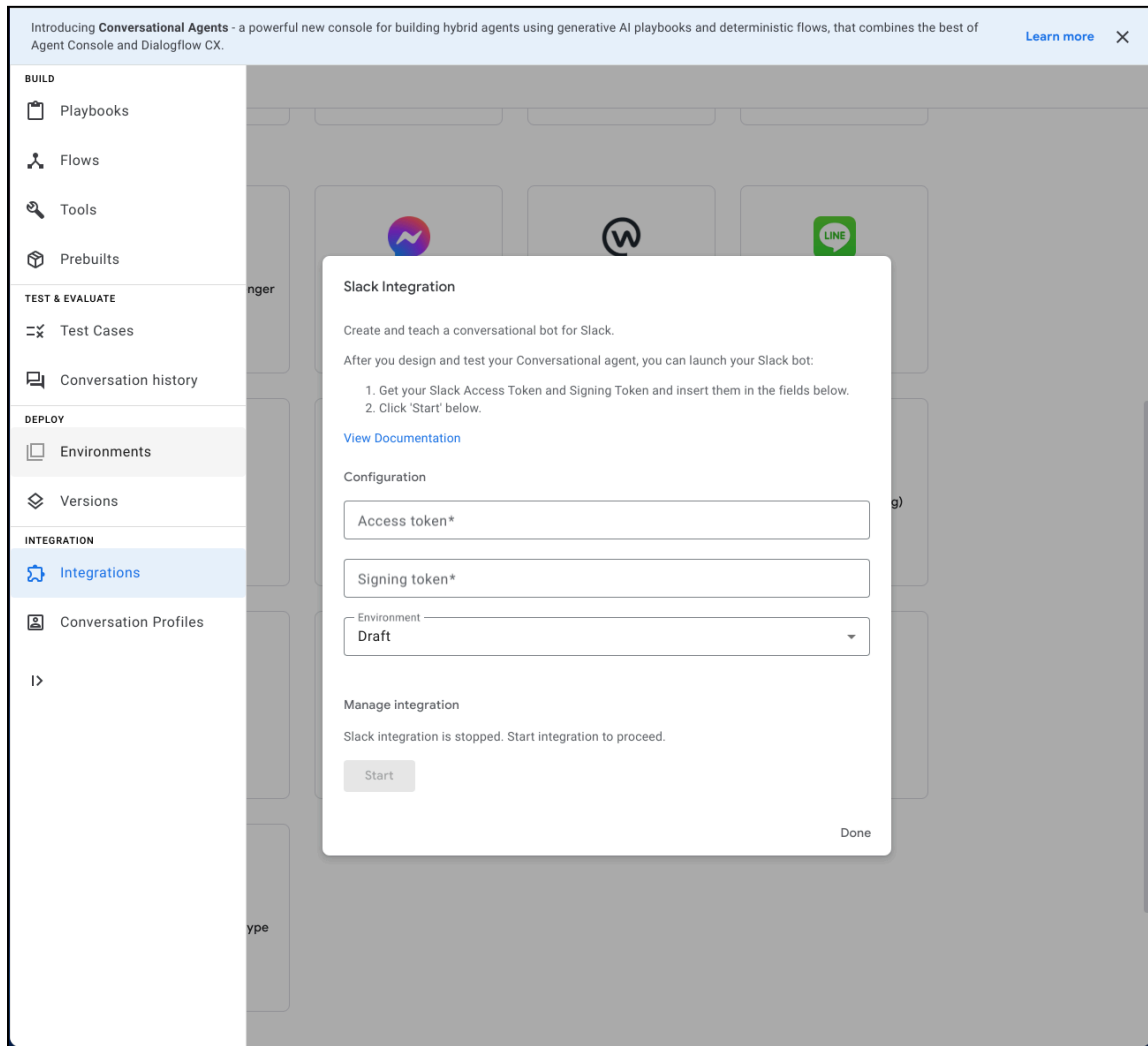 Introducing Conversational Agents - a powerful new console for building hybrid agents using generative AI playbooks and deterministic flows, that combines the best of
Agent Console and Dialogflow CX.
Learn more
BUILD
Playbooks
Flows
Tools
Prebuilts
TEST & EVALUATE
Test Cases
Conversation history
DEPLOY
Environments
Versions
INTEGRATION
Integrations
Conversation Profiles
nger
LINE
g)
ype
Slack Integration
Create and teach a conversational bot for Slack.
After you design and test your Conversational agent, you can launch your Slack bot:
1. Get your Slack Access Token and Signing Token and insert them in the fields below.
2. Click 'Start' below.
View Documentation
Configuration
Access token*
Signing token*
Environment
Draft
Manage integration
Slack integration is stopped. Start integration to proceed.
Start
Done